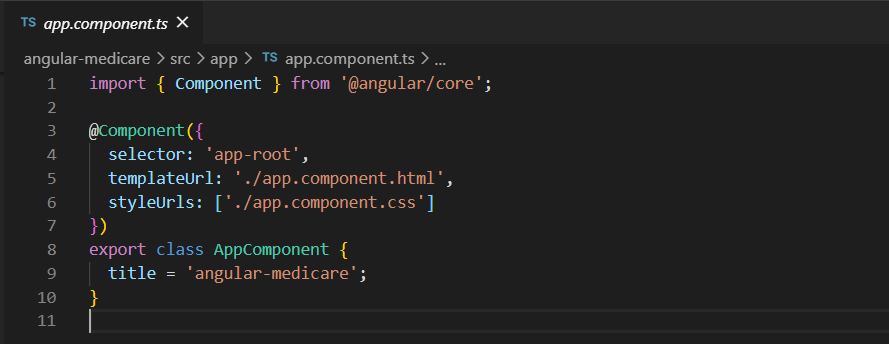 TS app.component.ts ×
angular-medicare > src > app > TS app.component.ts > ...
1 import { Component } from '@angular/core';
2
3 @Component({
4   selector: 'app-root',
5   templateUrl: './app.component.html',
6   styleUrls: ['./app.component.css']
7 })
8 export class AppComponent {
9   title = 'angular-medicare';
10 }
11